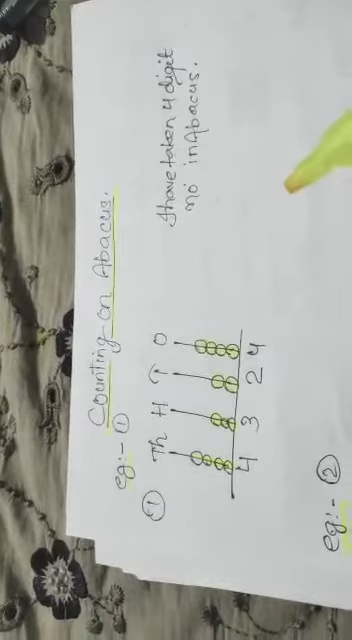 Counting on Abacus.
eg:- ①
① Th H T O
4 3 2 4
I have taken 4 digit
no in Abacus.
eg:- ②